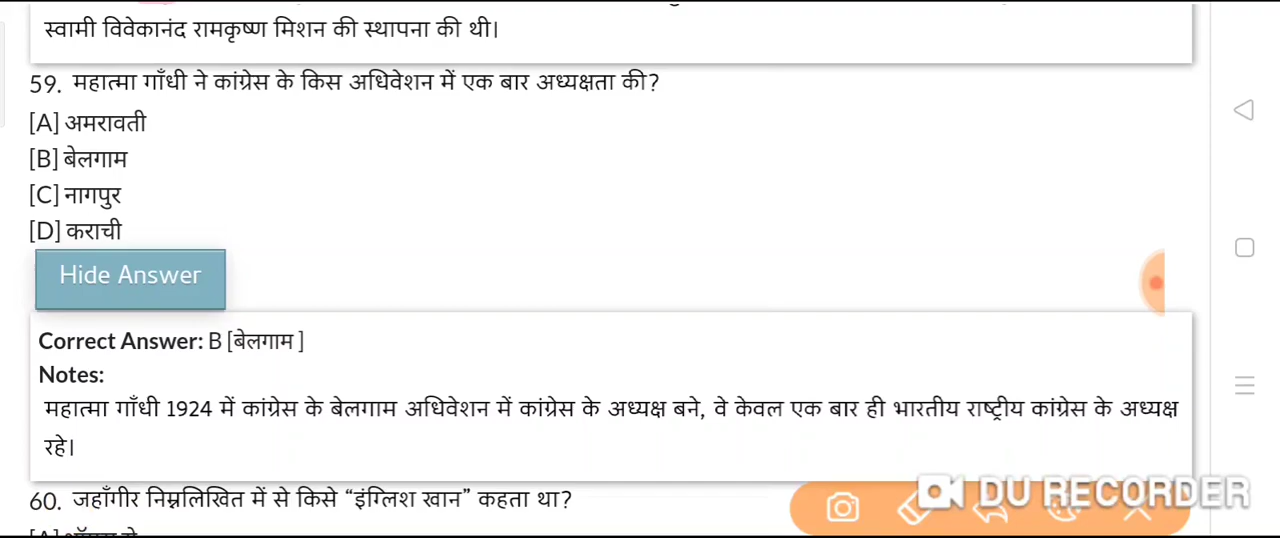 स्वामी विवेकानंद रामकृष्ण मिशन की स्थापना की थी।
59. महात्मा गाँधी ने कांग्रेस के किस अधिवेशन में एक बार अध्यक्षता की?
[A] अमरावती
[B] बेलगाम
[C] नागपुर
[D] कराची
Hide Answer
Correct Answer: B [बेलगाम ]
Notes:
महात्मा गाँधी 1924 में कांग्रेस के बेलगाम अधिवेशन में कांग्रेस के अध्यक्ष बने, वे केवल एक बार ही भारतीय राष्ट्रीय कांग्रेस के अध्यक्ष
रहे।
60. जहाँगीर निम्नलिखित में से किसे “इंग्लिश खान” कहता था?
DU RECORDER